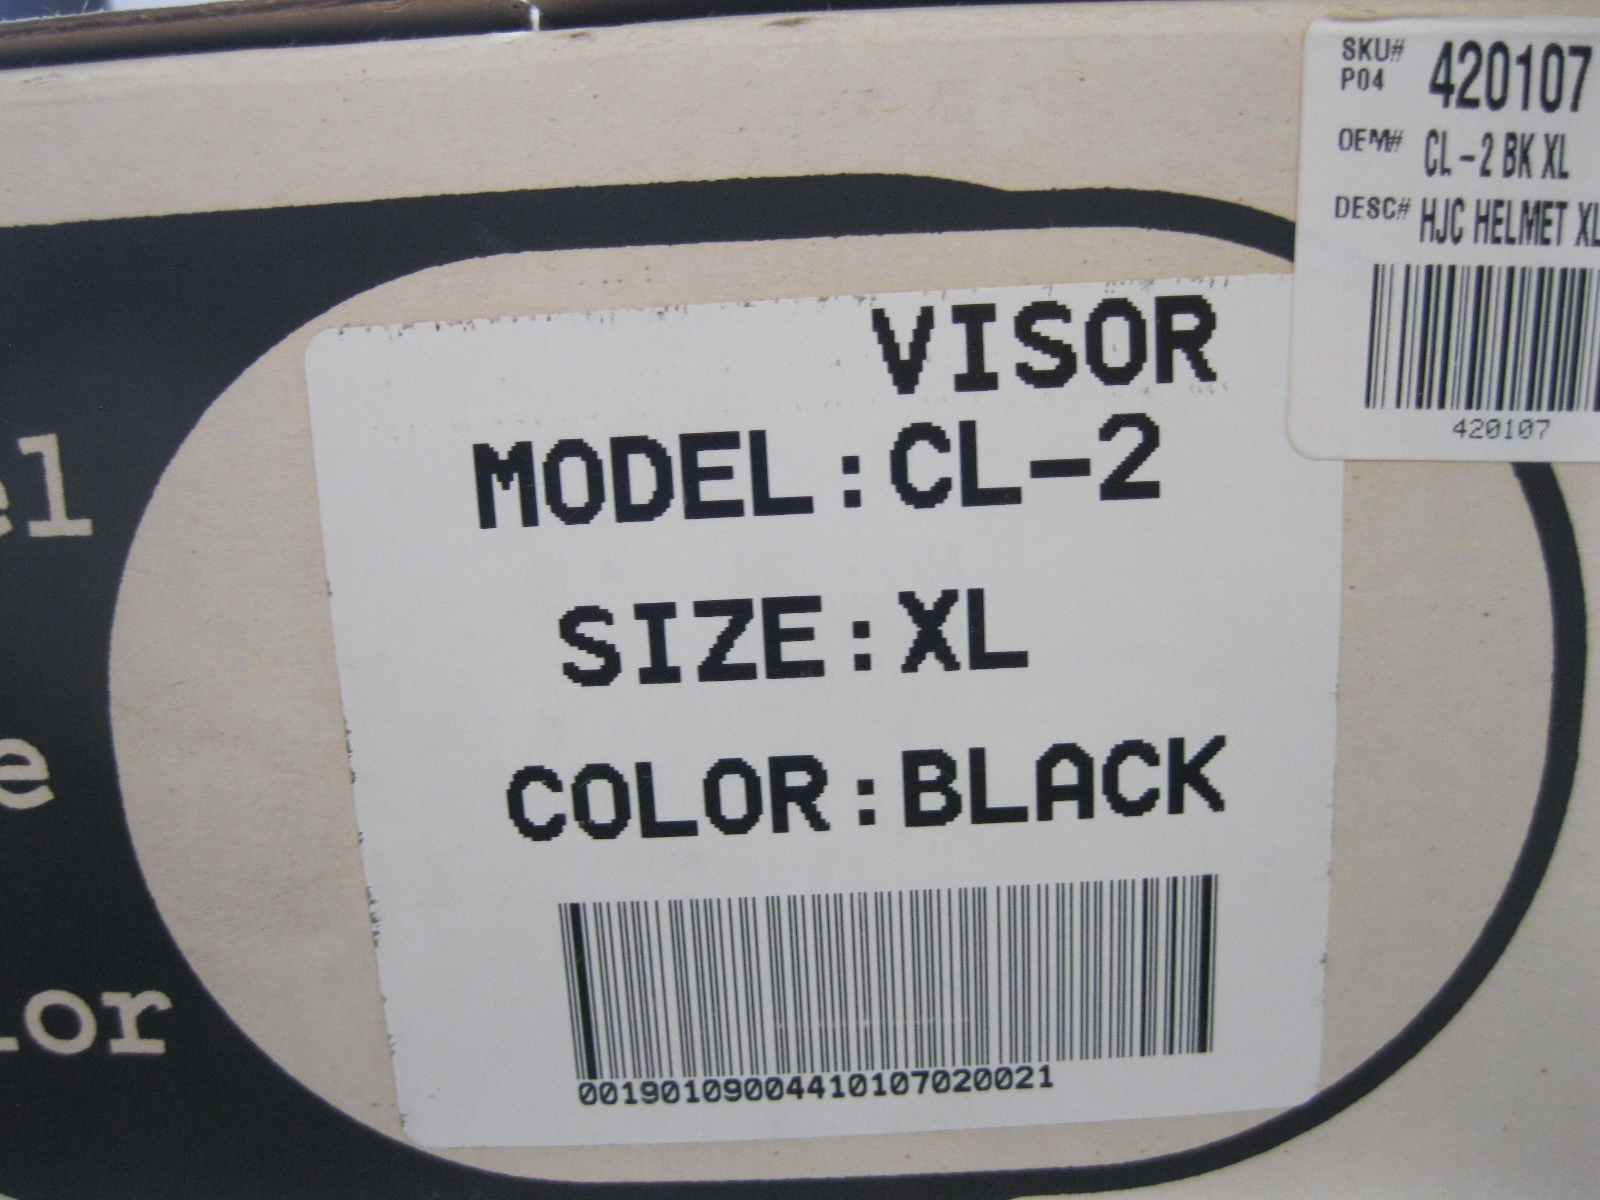 SKU# 420107
P04
OEM# CL-2 BK XL
DESC# HJC HELMET XL
420107
VISOR
MODEL:CL-2
SIZE:XL
COLOR:BLACK
00190109004410107020021
el
e
lor